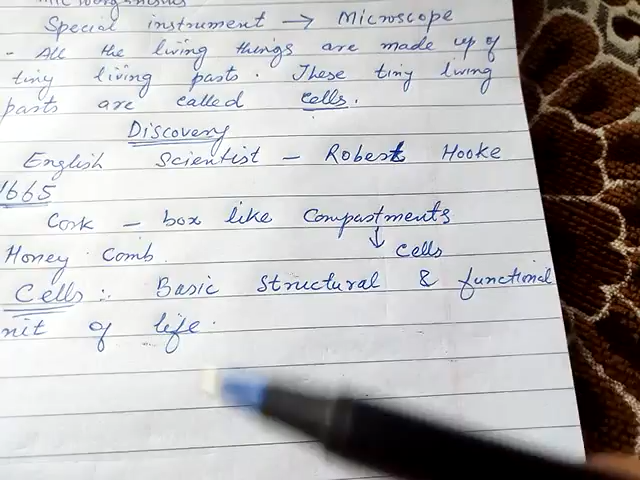 Microorganisms
Special instrument → Microscope
- All the living things are made up of
tiny living parts. These tiny living
parts are called cells.
Discovery
English Scientist - Robert Hooke
1665
Cork - box like Compartments
↓ Cells
Honey Comb.
Cells:. Basic Structural & functional
nit of life.